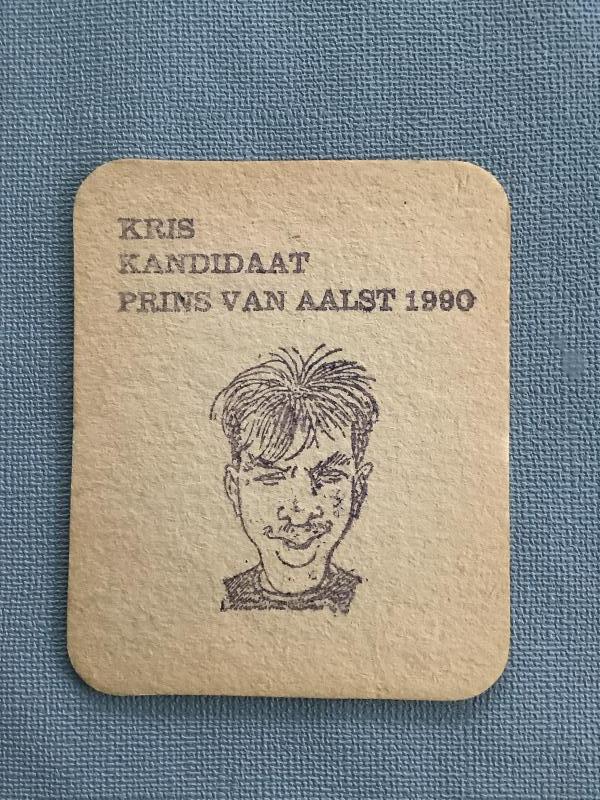 KRIS
KANDIDAAT
PRINS VAN AALST 1990